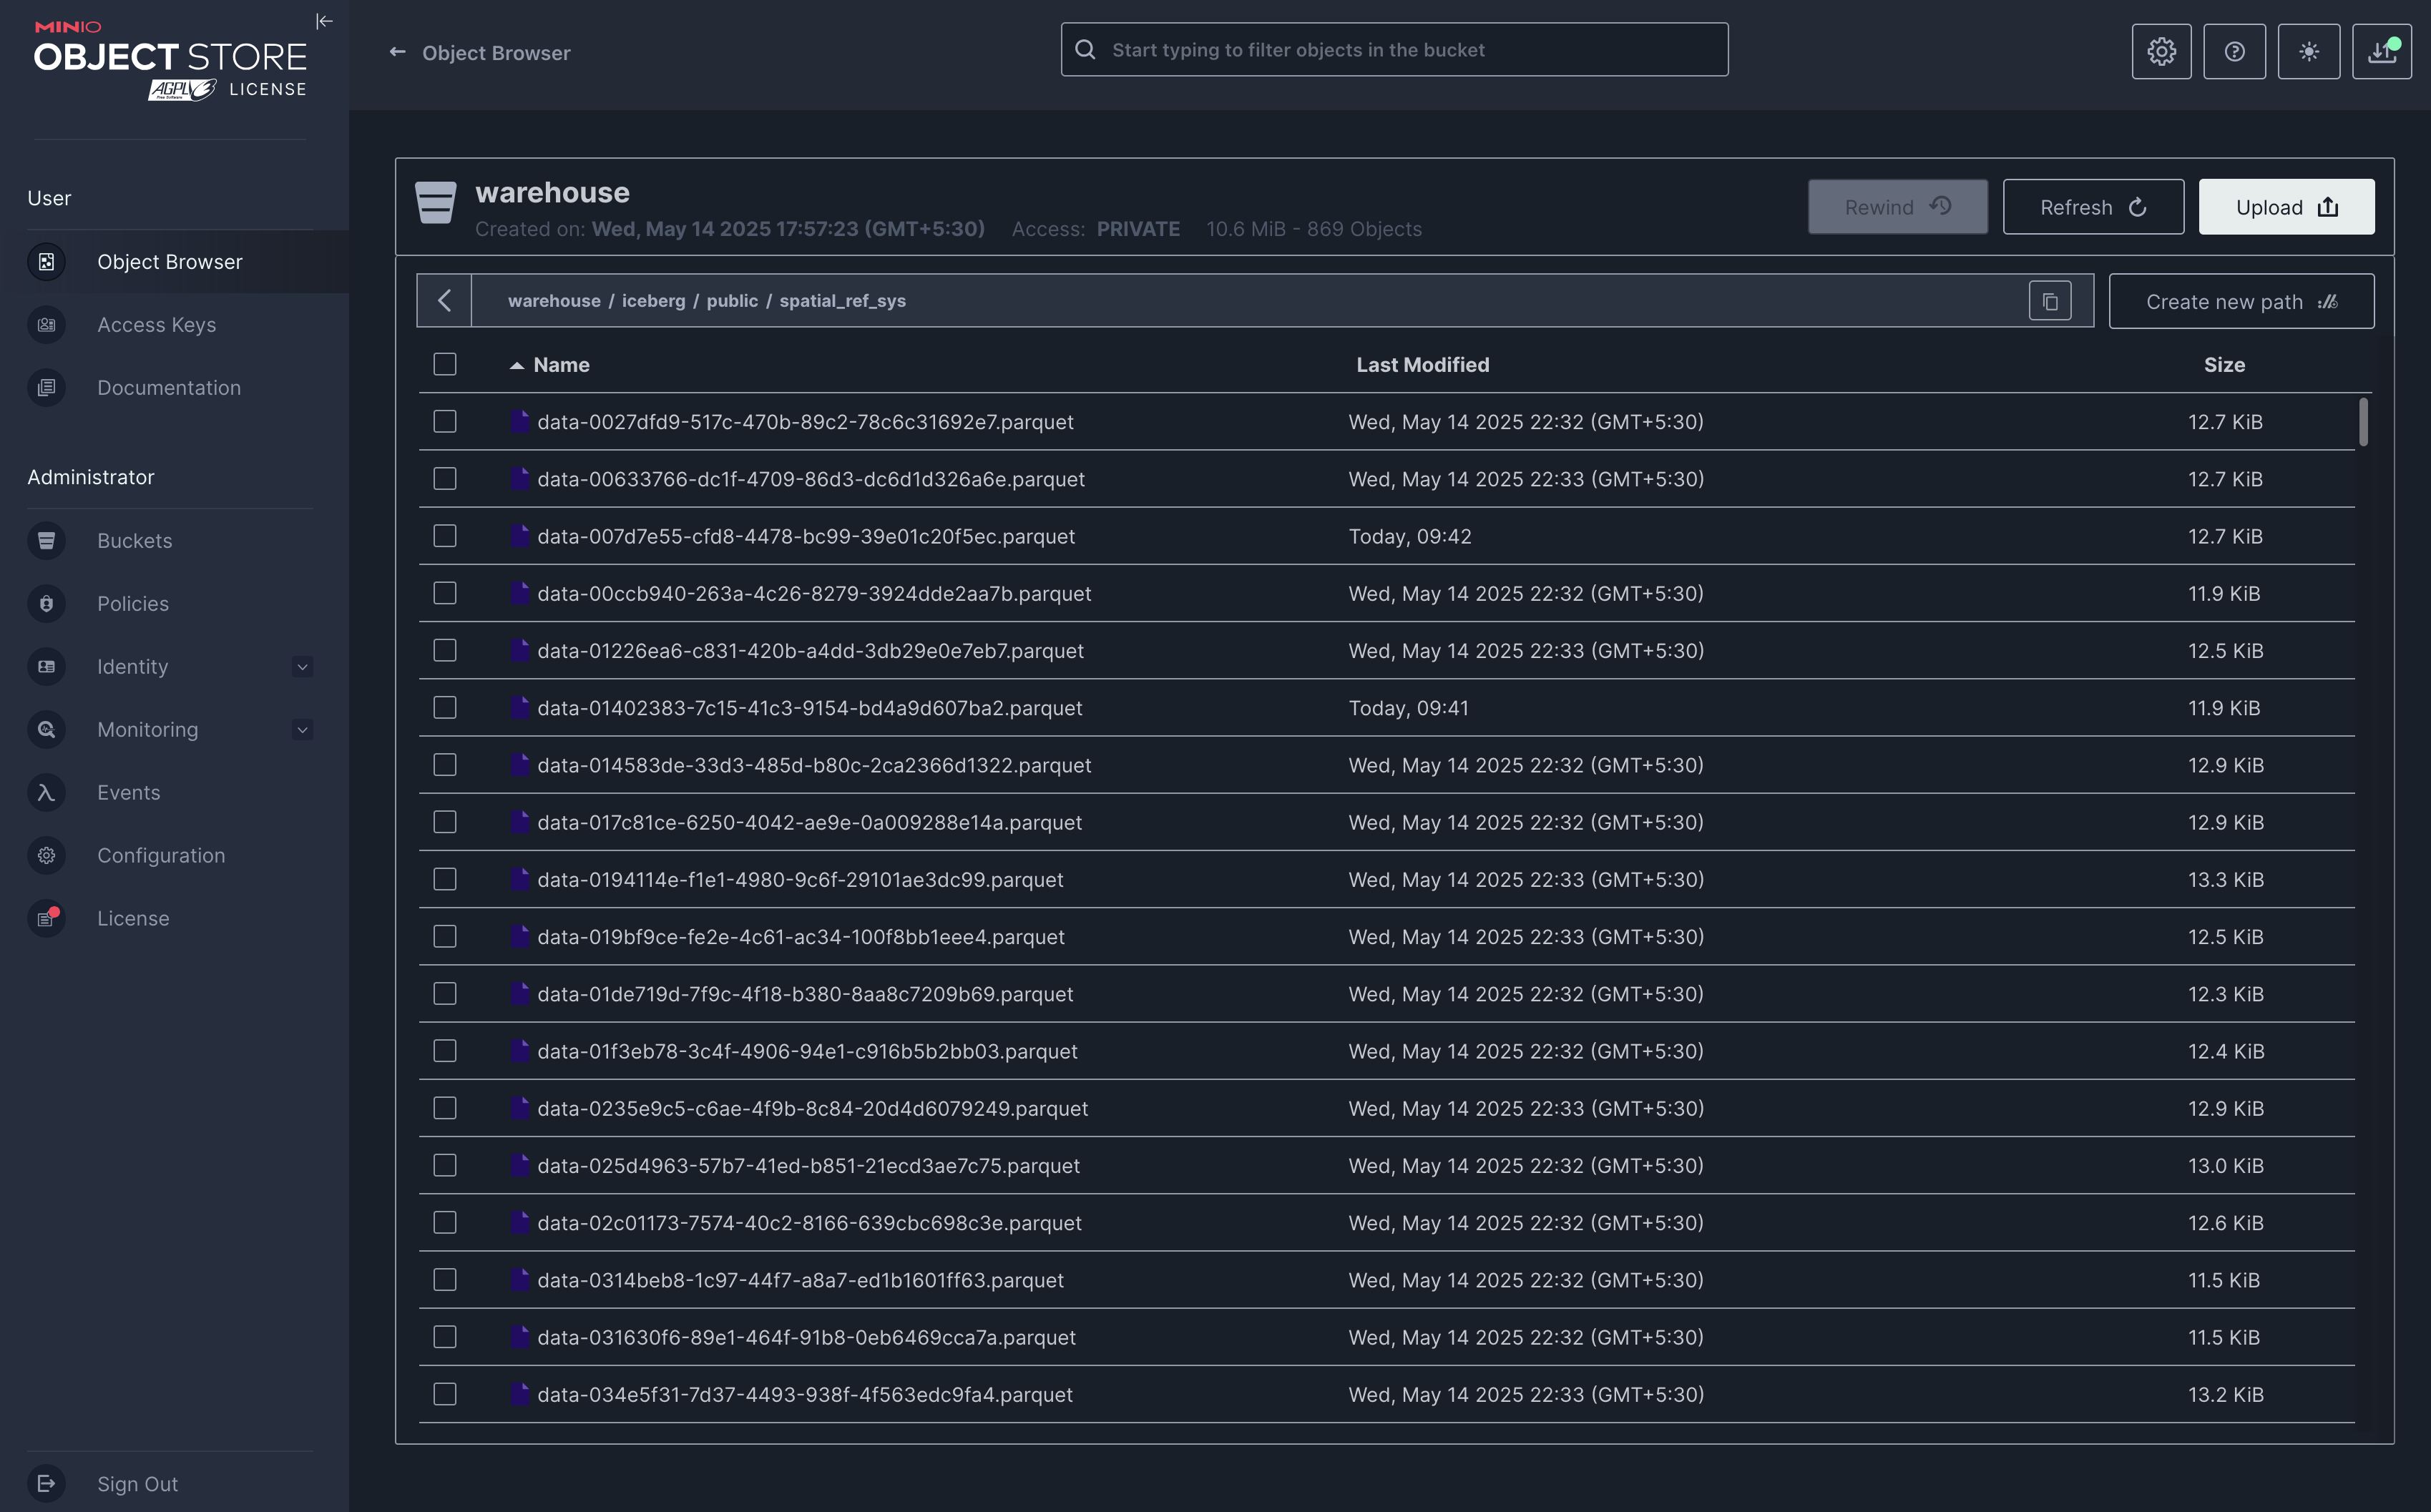 MINIO
OBJECT STORE
AGPL 3 LICENSE
User
Object Browser
Access Keys
Documentation
Administrator
Buckets
Policies
Identity
Monitoring
Events
Configuration
License
Sign Out
Object Browser
Start typing to filter objects in the bucket
warehouse
Created on: Wed, May 14 2025 17:57:23 (GMT+5:30) Access: PRIVATE 10.6 MiB - 869 Objects
Rewind
Refresh
Upload
warehouse / iceberg / public / spatial_ref_sys
Create new path
Name Last Modified Size
data-0027dfd9-517c-470b-89c2-78c6c31692e7.parquet Wed, May 14 2025 22:32 (GMT+5:30) 12.7 KiB
data-00633766-dc1f-4709-86d3-dc6d1d326a6e.parquet Wed, May 14 2025 22:33 (GMT+5:30) 12.7 KiB
data-007d7e55-cfd8-4478-bc99-39e01c20f5ec.parquet Today, 09:42 12.7 KiB
data-00ccb940-263a-4c26-8279-3924dde2aa7b.parquet Wed, May 14 2025 22:32 (GMT+5:30) 11.9 KiB
data-01226ea6-c831-420b-a4dd-3db29e0e7eb7.parquet Wed, May 14 2025 22:33 (GMT+5:30) 12.5 KiB
data-01402383-7c15-41c3-9154-bd4a9d607ba2.parquet Today, 09:41 11.9 KiB
data-014583de-33d3-485d-b80c-2ca2366d1322.parquet Wed, May 14 2025 22:32 (GMT+5:30) 12.9 KiB
data-017c81ce-6250-4042-ae9e-0a009288e14a.parquet Wed, May 14 2025 22:32 (GMT+5:30) 12.9 KiB
data-0194114e-f1e1-4980-9c6f-29101ae3dc99.parquet Wed, May 14 2025 22:33 (GMT+5:30) 13.3 KiB
data-019bf9ce-fe2e-4c61-ac34-100f8bb1eee4.parquet Wed, May 14 2025 22:33 (GMT+5:30) 12.5 KiB
data-01de719d-7f9c-4f18-b380-8aa8c7209b69.parquet Wed, May 14 2025 22:32 (GMT+5:30) 12.3 KiB
data-01f3eb78-3c4f-4906-94e1-c916b5b2bb03.parquet Wed, May 14 2025 22:32 (GMT+5:30) 12.4 KiB
data-0235e9c5-c6ae-4f9b-8c84-20d4d6079249.parquet Wed, May 14 2025 22:33 (GMT+5:30) 12.9 KiB
data-025d4963-57b7-41ed-b851-21ecd3ae7c75.parquet Wed, May 14 2025 22:32 (GMT+5:30) 13.0 KiB
data-02c01173-7574-40c2-8166-639cbc698c3e.parquet Wed, May 14 2025 22:32 (GMT+5:30) 12.6 KiB
data-0314beb8-1c97-44f7-a8a7-ed1b1601ff63.parquet Wed, May 14 2025 22:32 (GMT+5:30) 11.5 KiB
data-031630f6-89e1-464f-91b8-0eb6469cca7a.parquet Wed, May 14 2025 22:32 (GMT+5:30) 11.5 KiB
data-034e5f31-7d37-4493-938f-4f563edc9fa4.parquet Wed, May 14 2025 22:33 (GMT+5:30) 13.2 KiB